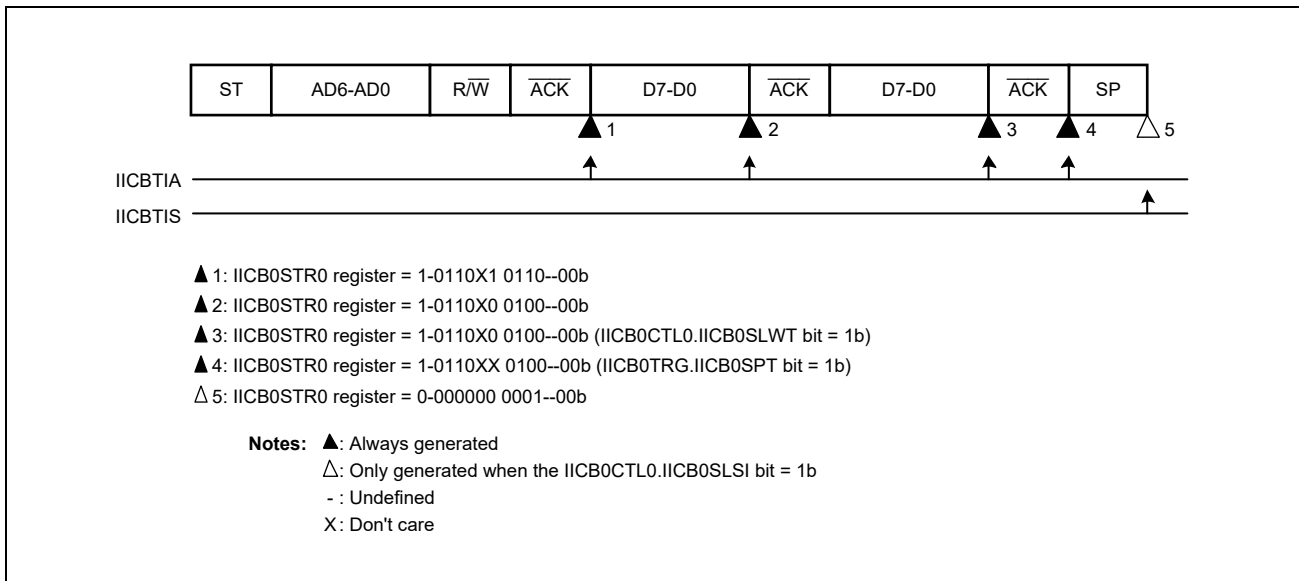 ST AD6-AD0 R/W̅ A̅C̅K̅ D7-D0 A̅C̅K̅ D7-D0 A̅C̅K̅ SP
▲ 1 ▲ 2 ▲ 3 ▲ 4 △ 5
IICBTIA
IICBTIS
▲ 1: IICB0STR0 register = 1-0110X1 0110--00b
▲ 2: IICB0STR0 register = 1-0110X0 0100--00b
▲ 3: IICB0STR0 register = 1-0110X0 0100--00b (IICB0CTL0.IICB0SLWT bit = 1b)
▲ 4: IICB0STR0 register = 1-0110XX 0100--00b (IICB0TRG.IICB0SPT bit = 1b)
△ 5: IICB0STR0 register = 0-000000 0001--00b
Notes: ▲: Always generated
△: Only generated when the IICB0CTL0.IICB0SLSI bit = 1b
- : Undefined
X: Don't care